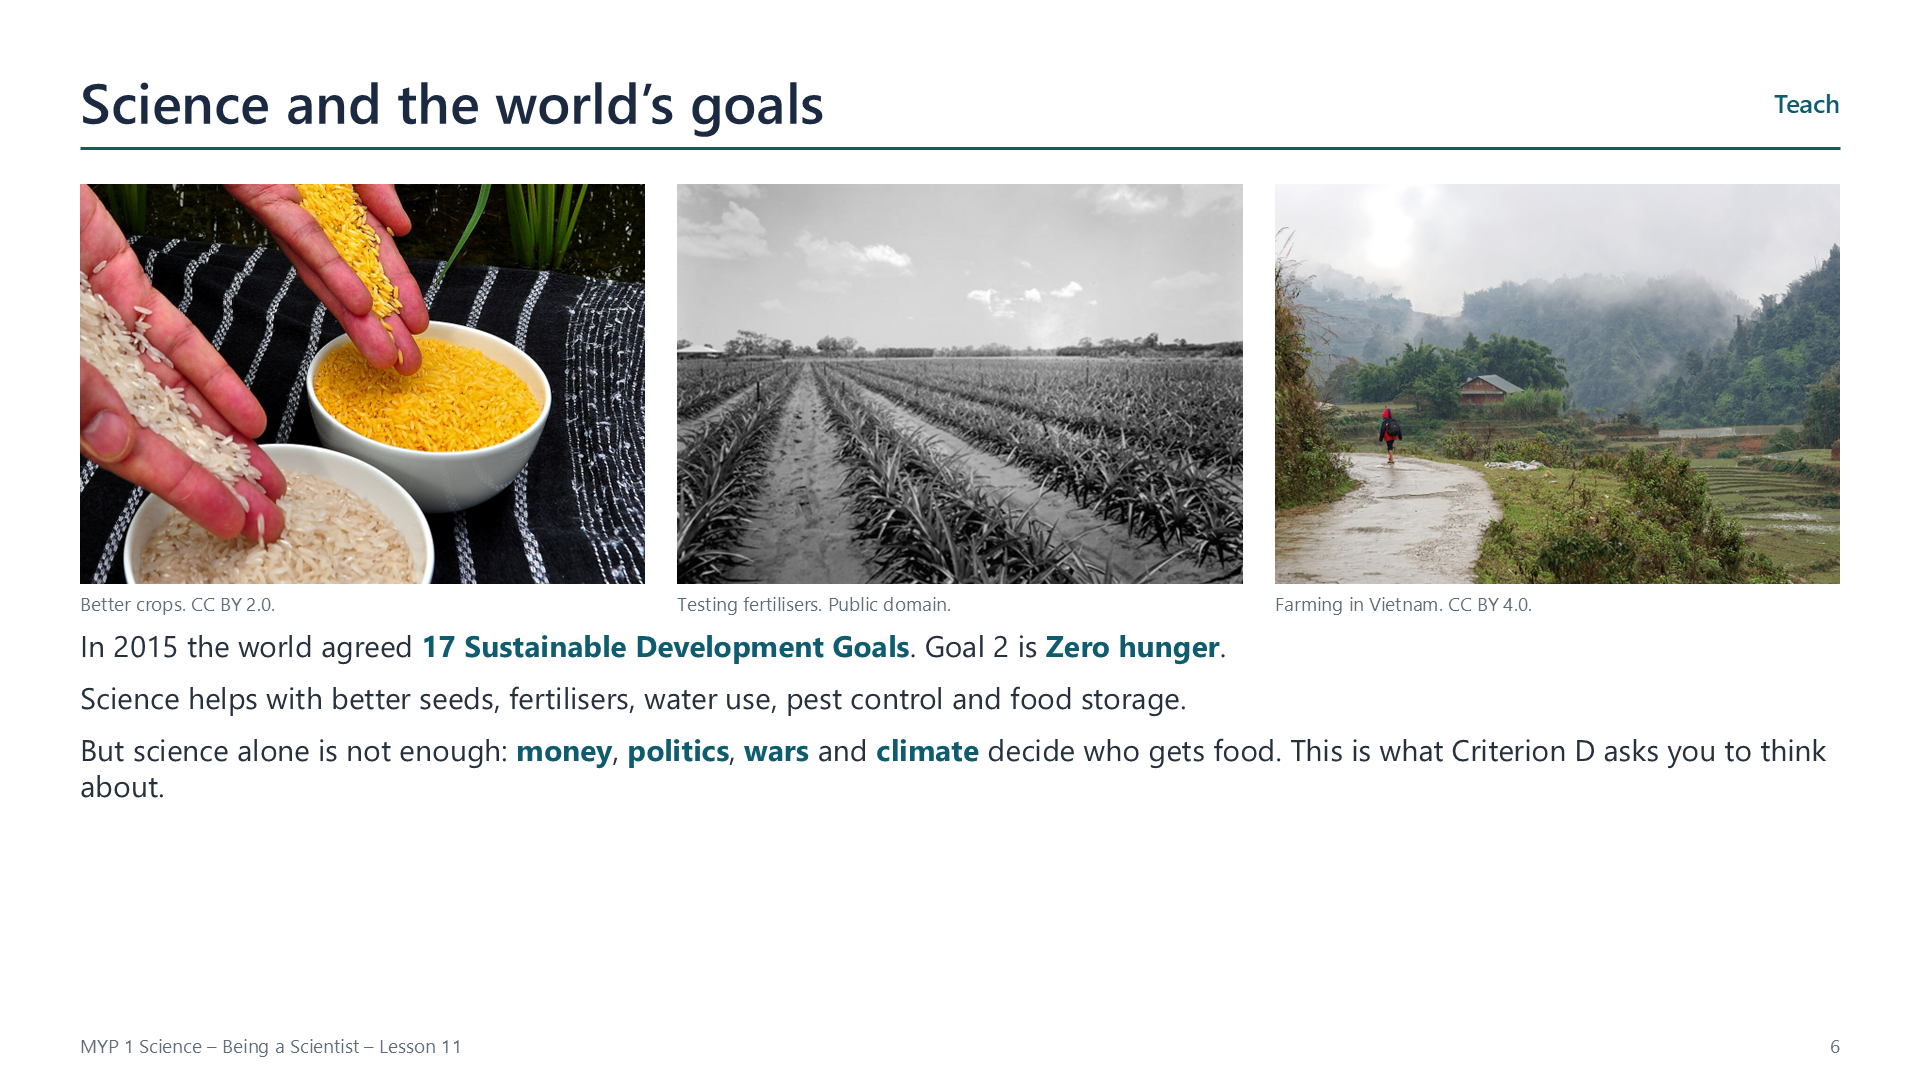 Science and the world’s goals
Teach
Better crops. CC BY 2.0.
Testing fertilisers. Public domain.
Farming in Vietnam. CC BY 4.0.
In 2015 the world agreed 17 Sustainable Development Goals. Goal 2 is Zero hunger.
Science helps with better seeds, fertilisers, water use, pest control and food storage.
But science alone is not enough: money, politics, wars and climate decide who gets food. This is what Criterion D asks you to think
about.
MYP 1 Science – Being a Scientist – Lesson 11
6